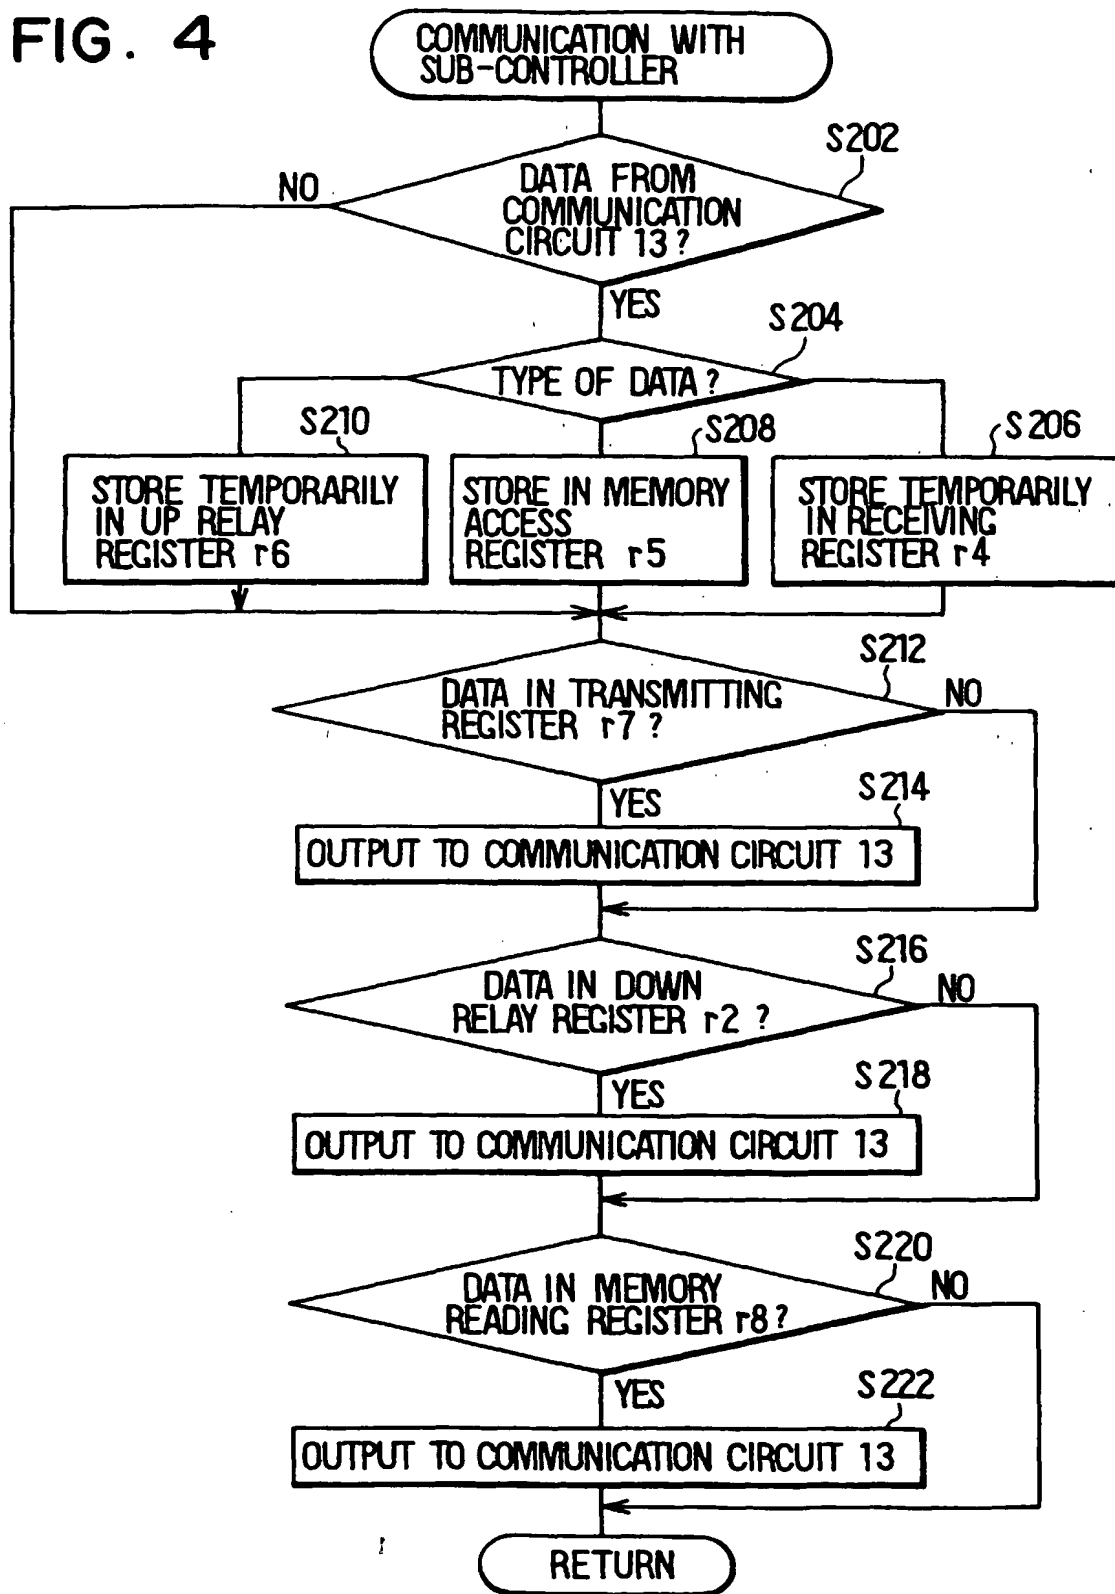 FIG. 4
COMMUNICATION WITH
SUB-CONTROLLER
S202
NO
DATA FROM
COMMUNICATION
CIRCUIT 13?
YES
S204
TYPE OF DATA?
S210
S208
S206
STORE TEMPORARILY
IN UP RELAY
REGISTER r6
STORE IN MEMORY
ACCESS
REGISTER r5
STORE TEMPORARILY
IN RECEIVING
REGISTER r4
S212
DATA IN TRANSMITTING
REGISTER r7?
NO
YES
S214
OUTPUT TO COMMUNICATION CIRCUIT 13
S216
DATA IN DOWN
RELAY REGISTER r2?
NO
YES
S218
OUTPUT TO COMMUNICATION CIRCUIT 13
S220
DATA IN MEMORY
READING REGISTER r8?
NO
YES
S222
OUTPUT TO COMMUNICATION CIRCUIT 13
RETURN